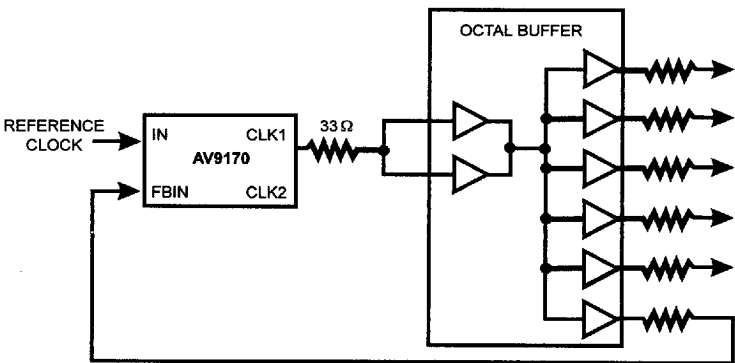 OCTAL BUFFER
33Ω
REFERENCE
CLOCK
IN
CLK1
AV9170
FBIN
CLK2